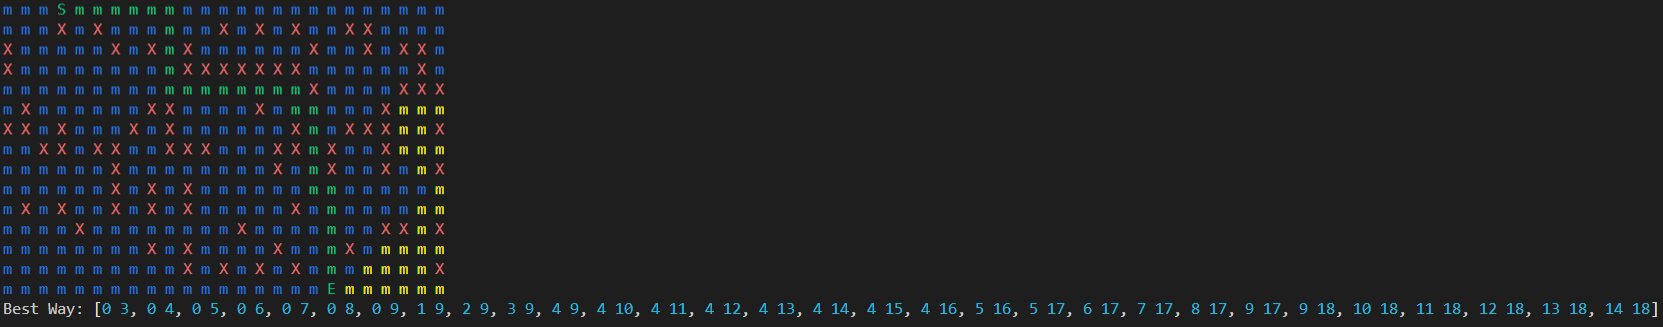 m m m S m m m m m m m m m m m m m m m m m m m m m
m m m X m X m m m m m m X m X m X m m X X m m m m
X m m m m m X m X m X m m m m m m X m m X m X X m
X m m m m m m m m m X X X X X X X m m m m m m X m
m m m m m m m m m m m m m m m m m X m m m m X X X
m X m m m m m m X X m m m m X m m m m m m X m m m
X X m X m m m X m X m m m m m m X m m X X X m m X
m m X X m X X m m X X X m m m X X m X m m X m m m
m m m m m m X m m m m m m m m X m m X m m X m m X
m m m m m m X m X m X m m m m m m m m m m m m m m
m X m X m m X m X m X m m m m m X m m m m m m m m
m m m m X m m m m m m m m X m m m m m m m X X m X
m m m m m m m m X m X m m m m X m m m X m m m m m
m m m m m m m m m m X m X m X m X m m m m m m m X
m m m m m m m m m m m m m m m m m m E m m m m m m
Best Way: [0 3, 0 4, 0 5, 0 6, 0 7, 0 8, 0 9, 1 9, 2 9, 3 9, 4 9, 4 10, 4 11, 4 12, 4 13, 4 14, 4 15, 4 16, 5 16, 5 17, 6 17, 7 17, 8 17, 9 17, 9 18, 10 18, 11 18, 12 18, 13 18, 14 18]